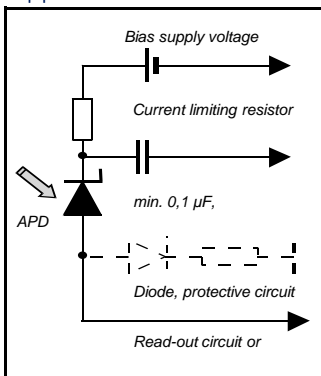 Bias supply voltage
Current limiting resistor
min. 0,1 µF,
APD
Diode, protective circuit
Read-out circuit or